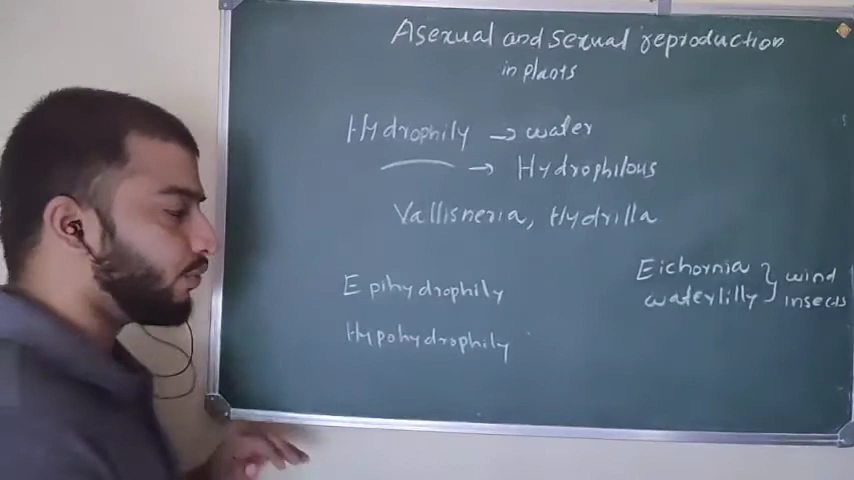 Asexual and sexual reproduction
in plants
Hydrophily → water
→ Hydrophilous
Vallisneria, Hydrilla
Epihydrophily
Hypohydrophily
Eichornia } wind
waterlilly } insects